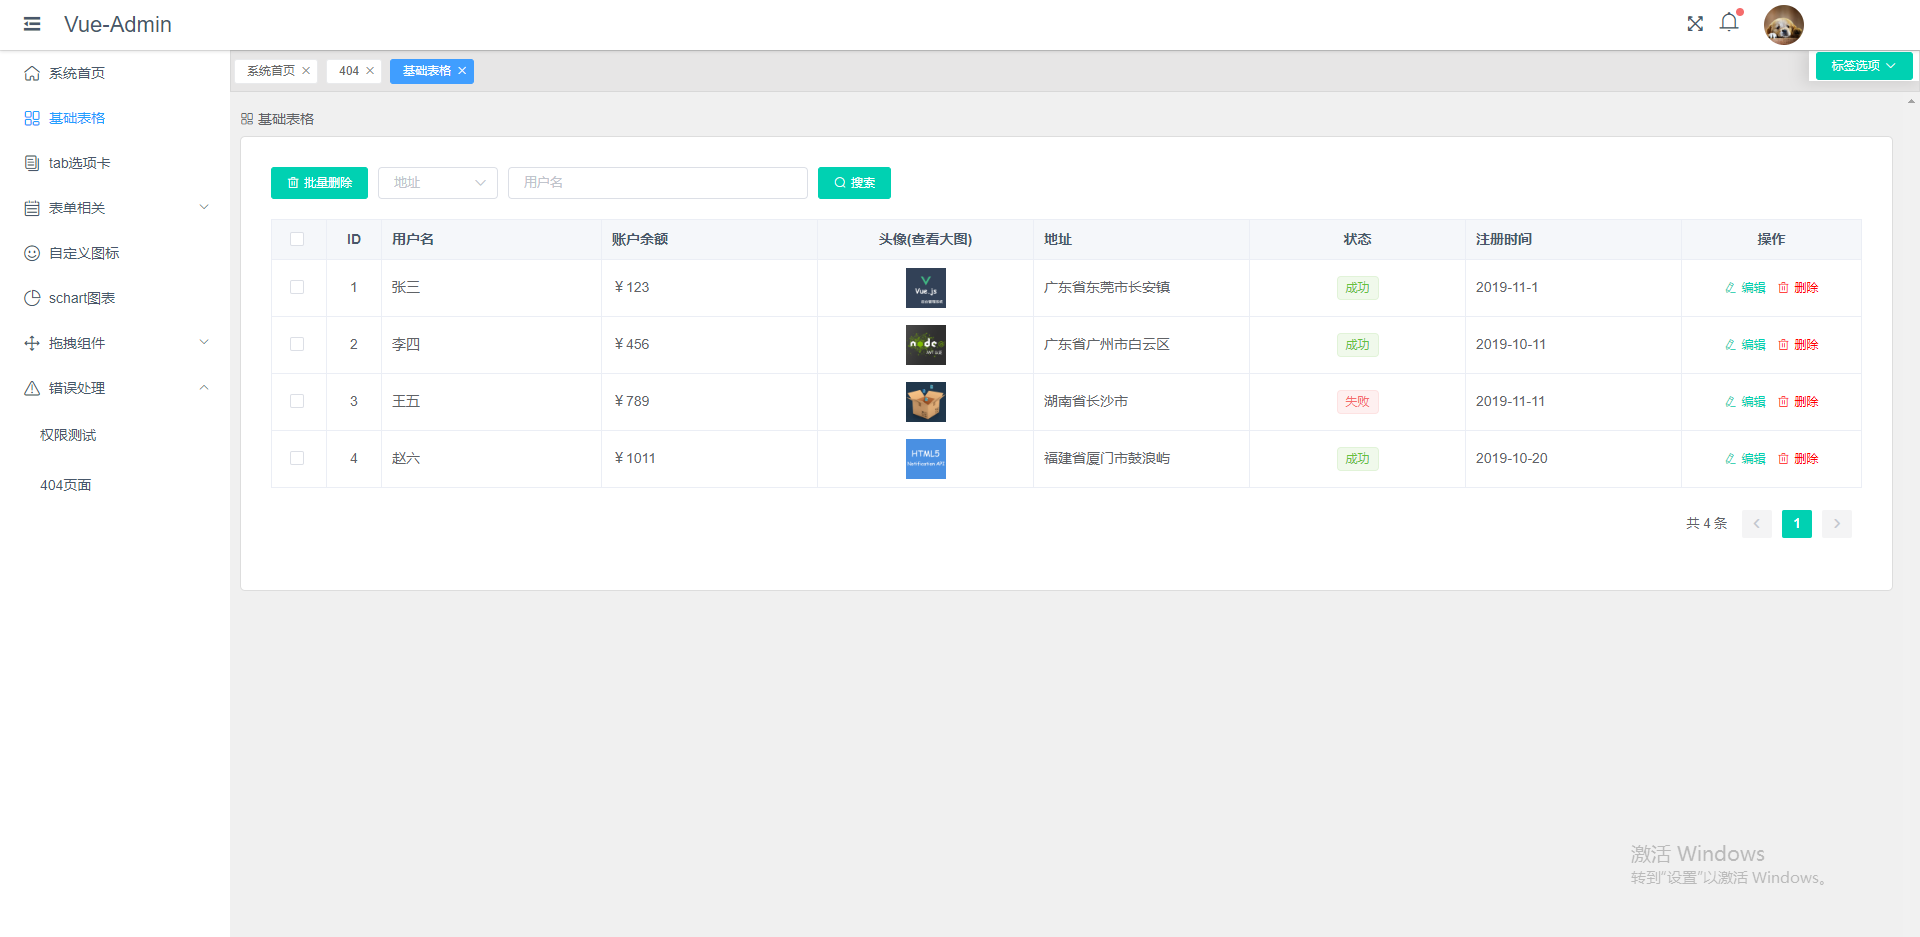 Vue-Admin
系统首页
基础表格
tab选项卡
表单相关
自定义图标
schart图表
拖拽组件
错误处理
权限测试
404页面
系统首页 404 基础表格
标签选项
基础表格
批量删除 地址 用户名 搜索
ID 用户名 账户余额 头像(查看大图) 地址 状态 注册时间 操作
1 张三 ￥123 Vue.js 广东省东莞市长安镇 成功 2019-11-1 编辑 删除
2 李四 ￥456 node 广东省广州市白云区 成功 2019-10-11 编辑 删除
3 王五 ￥789 湖南省长沙市 失败 2019-11-11 编辑 删除
4 赵六 ￥1011 HTML5 Notification API 福建省厦门市鼓浪屿 成功 2019-10-20 编辑 删除
共 4 条 1
激活 Windows
转到“设置”以激活 Windows。